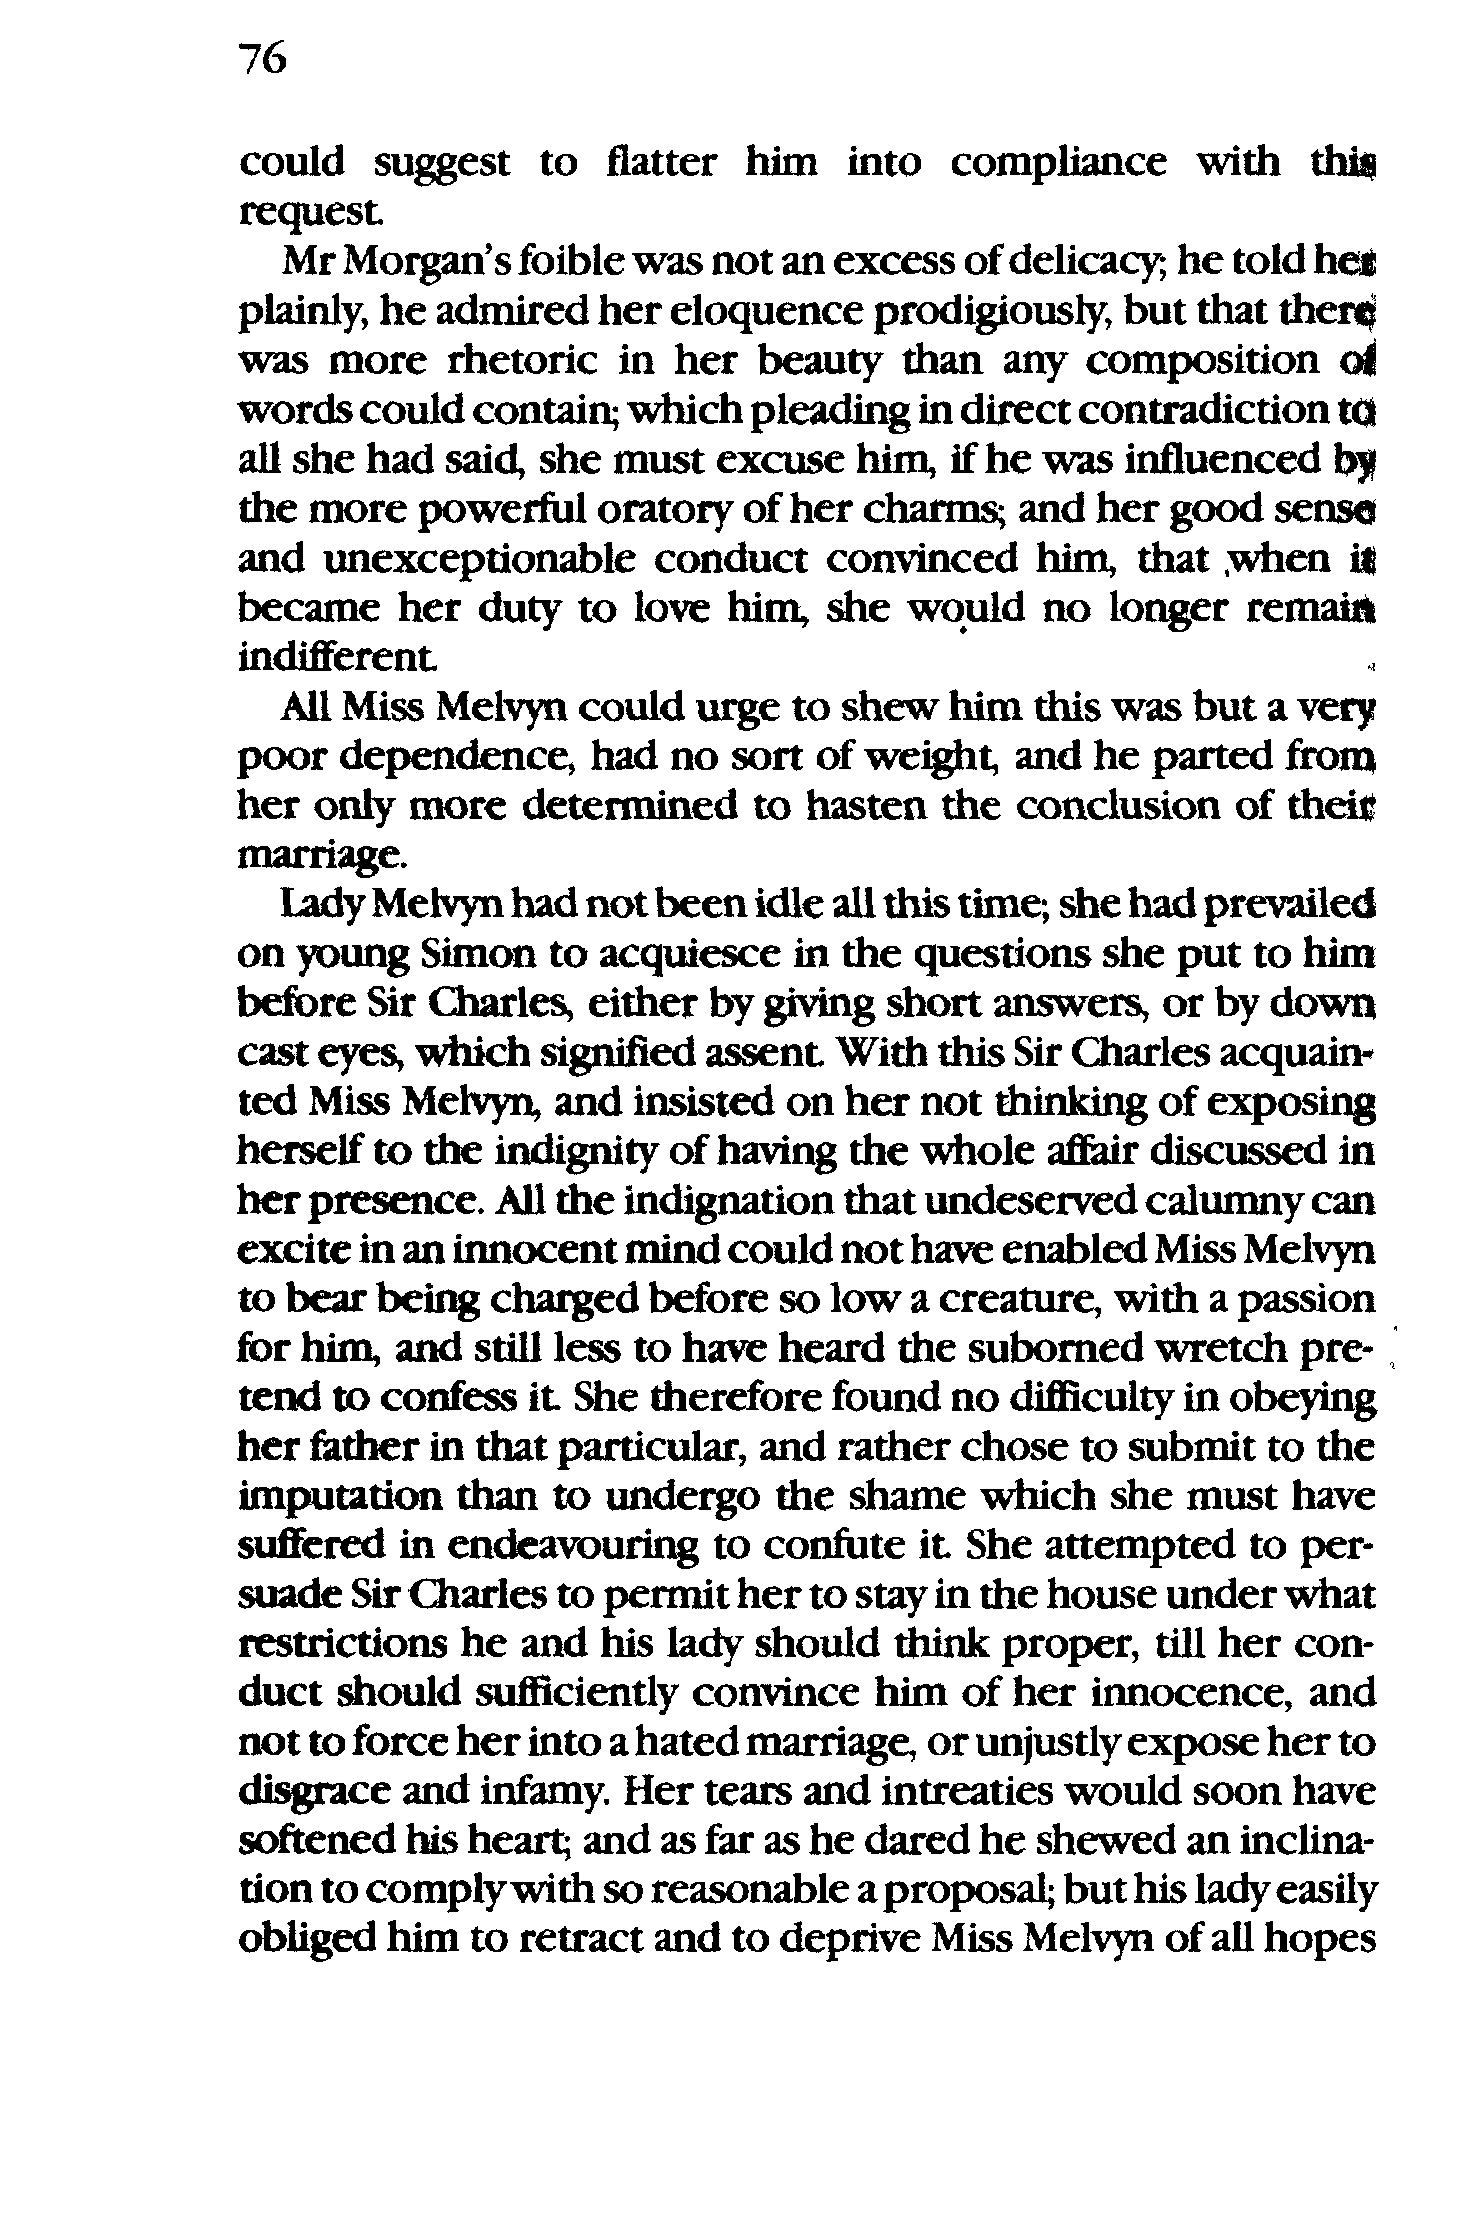 76
could suggest to flatter him into compliance with this
request.
Mr Morgan's foible was not an excess of delicacy; he told her
plainly, he admired her eloquence prodigiously, but that there
was more rhetoric in her beauty than any composition of
words could contain; which pleading in direct contradiction to
all she had said, she must excuse him, if he was influenced by
the more powerful oratory of her charms; and her good sense
and unexceptionable conduct convinced him, that when it
became her duty to love him, she would no longer remain
indifferent.
All Miss Melvyn could urge to shew him this was but a very
poor dependence, had no sort of weight, and he parted from
her only more determined to hasten the conclusion of their
marriage.
Lady Melvyn had not been idle all this time; she had prevailed
on young Simon to acquiesce in the questions she put to him
before Sir Charles, either by giving short answers, or by down
cast eyes, which signified assent. With this Sir Charles acquain-
ted Miss Melvyn, and insisted on her not thinking of exposing
herself to the indignity of having the whole affair discussed in
her presence. All the indignation that undeserved calumny can
excite in an innocent mind could not have enabled Miss Melvyn
to bear being charged before so low a creature, with a passion
for him, and still less to have heard the suborned wretch pre-
tend to confess it. She therefore found no difficulty in obeying
her father in that particular, and rather chose to submit to the
imputation than to undergo the shame which she must have
suffered in endeavouring to confute it. She attempted to per-
suade Sir Charles to permit her to stay in the house under what
restrictions he and his lady should think proper, till her con-
duct should sufficiently convince him of her innocence, and
not to force her into a hated marriage, or unjustly expose her to
disgrace and infamy. Her tears and intreaties would soon have
softened his heart; and as far as he dared he shewed an inclina-
tion to comply with so reasonable a proposal; but his lady easily
obliged him to retract and to deprive Miss Melvyn of all hopes